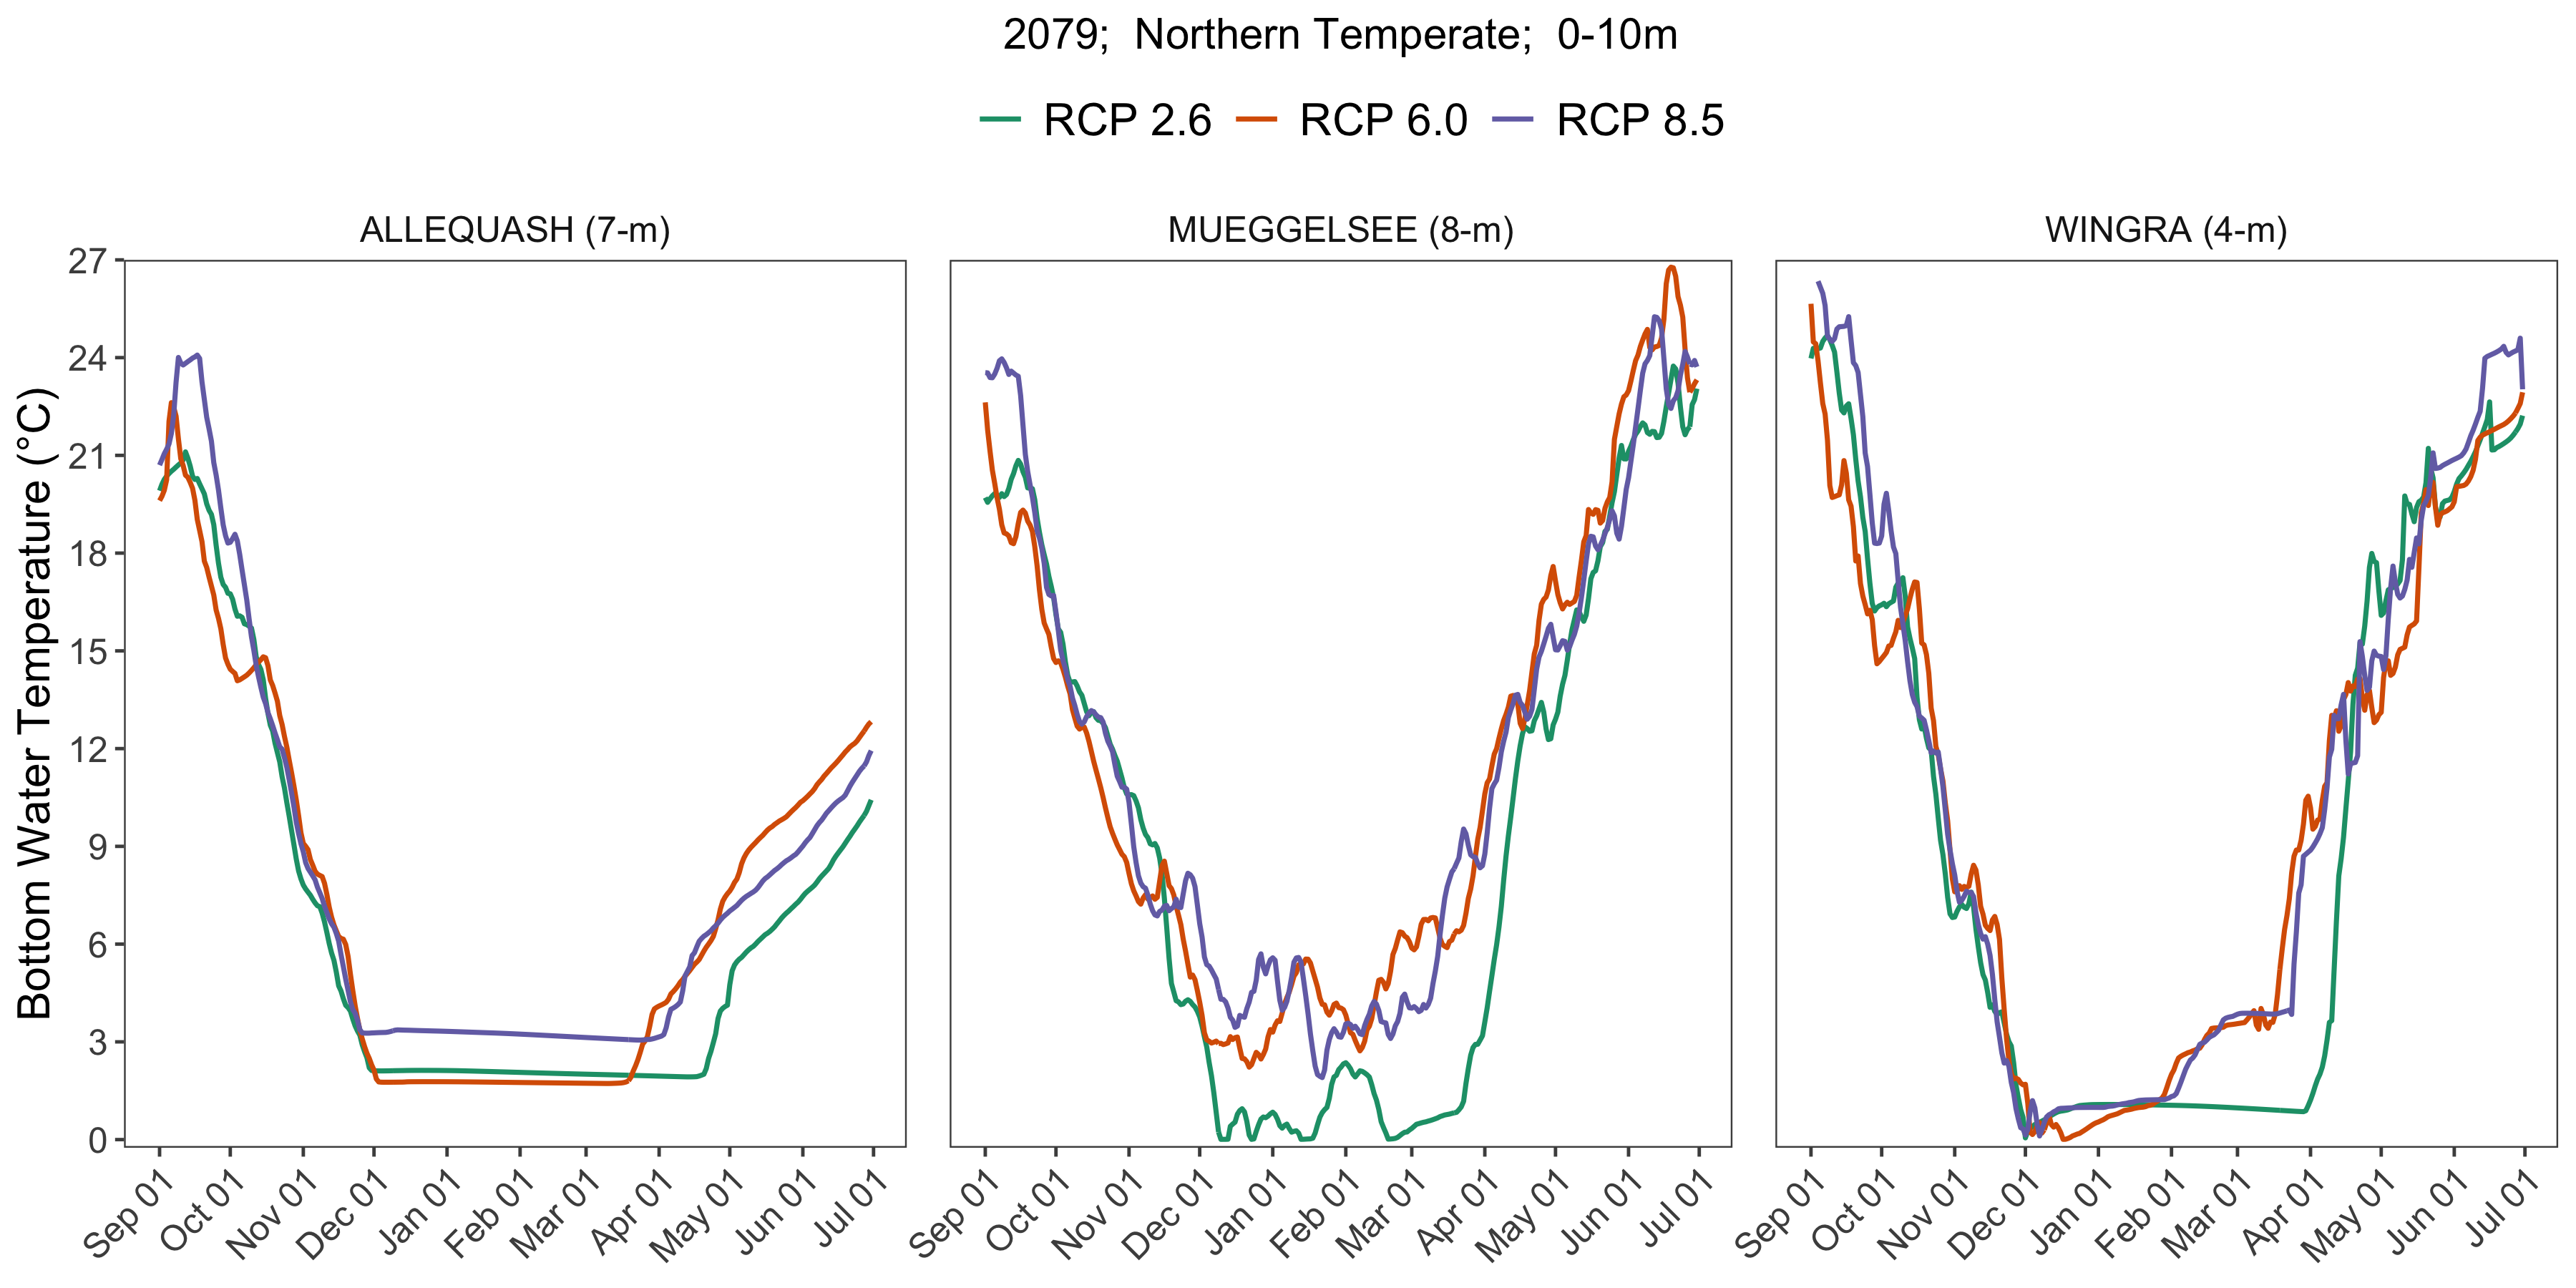 2079;  Northern Temperate;  0-10m
RCP 2.6 RCP 6.0 RCP 8.5
ALLEQUASH (7-m) MUEGGELSEE (8-m) WINGRA (4-m)
Bottom Water Temperature (°C)
27
24
21
18
15
12
9
6
3
0
Sep 01 Oct 01 Nov 01 Dec 01 Jan 01 Feb 01 Mar 01 Apr 01 May 01 Jun 01 Jul 01 Sep 01 Oct 01 Nov 01 Dec 01 Jan 01 Feb 01 Mar 01 Apr 01 May 01 Jun 01 Jul 01 Sep 01 Oct 01 Nov 01 Dec 01 Jan 01 Feb 01 Mar 01 Apr 01 May 01 Jun 01 Jul 01